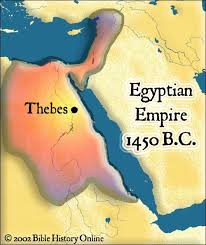 Thebes
Egyptian
Empire
1450 B.C.
© 2002 Bible History Online